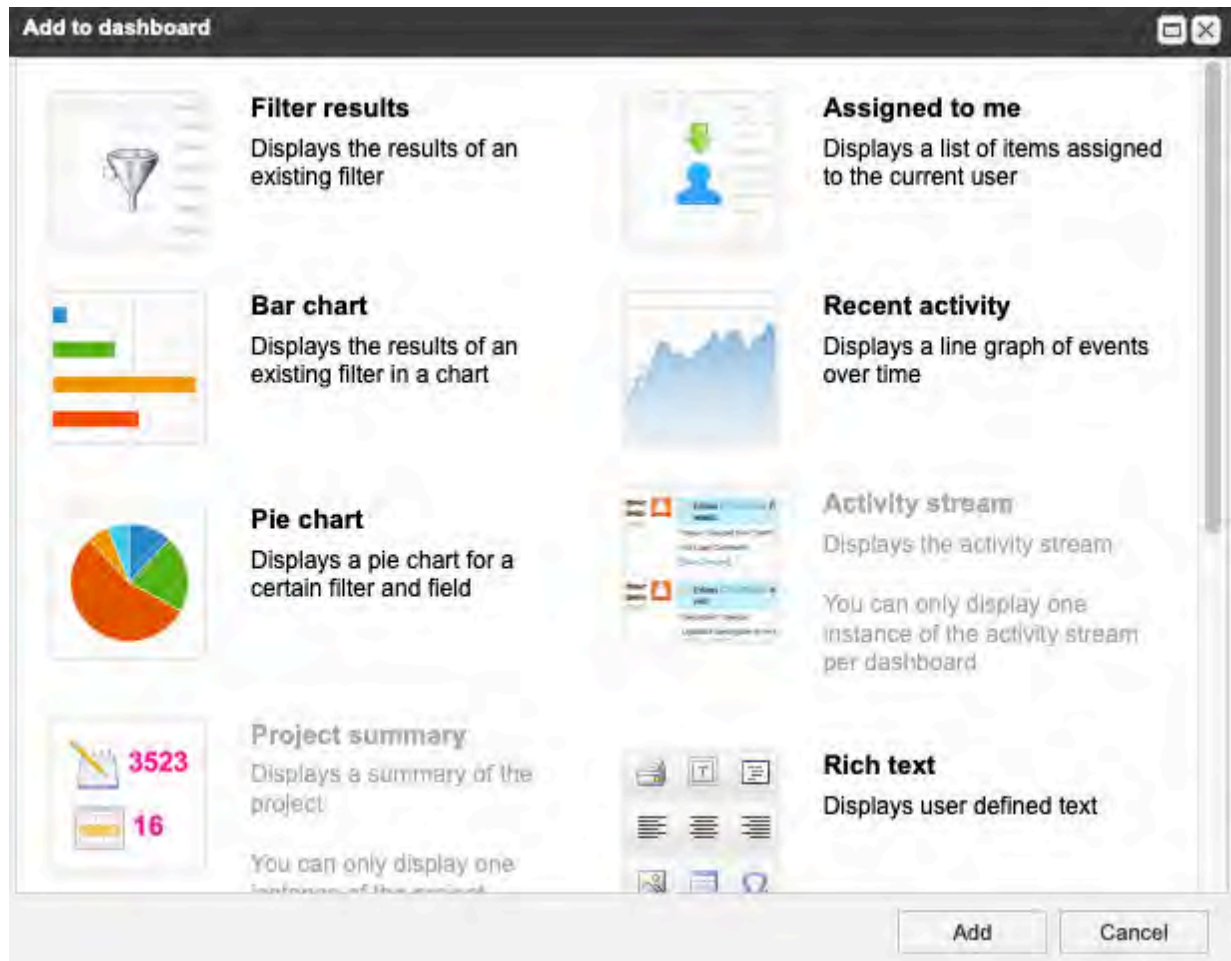 Add to dashboard
Filter results
Displays the results of an
existing filter
Assigned to me
Displays a list of items assigned
to the current user
Bar chart
Displays the results of an
existing filter in a chart
Recent activity
Displays a line graph of events
over time
Pie chart
Displays a pie chart for a
certain filter and field
Activity stream
Displays the activity stream
You can only display one
instance of the activity stream
per dashboard
3523
16
Project summary
Displays a summary of the
project
You can only display one
instance of the project
Rich text
Displays user defined text
Add
Cancel